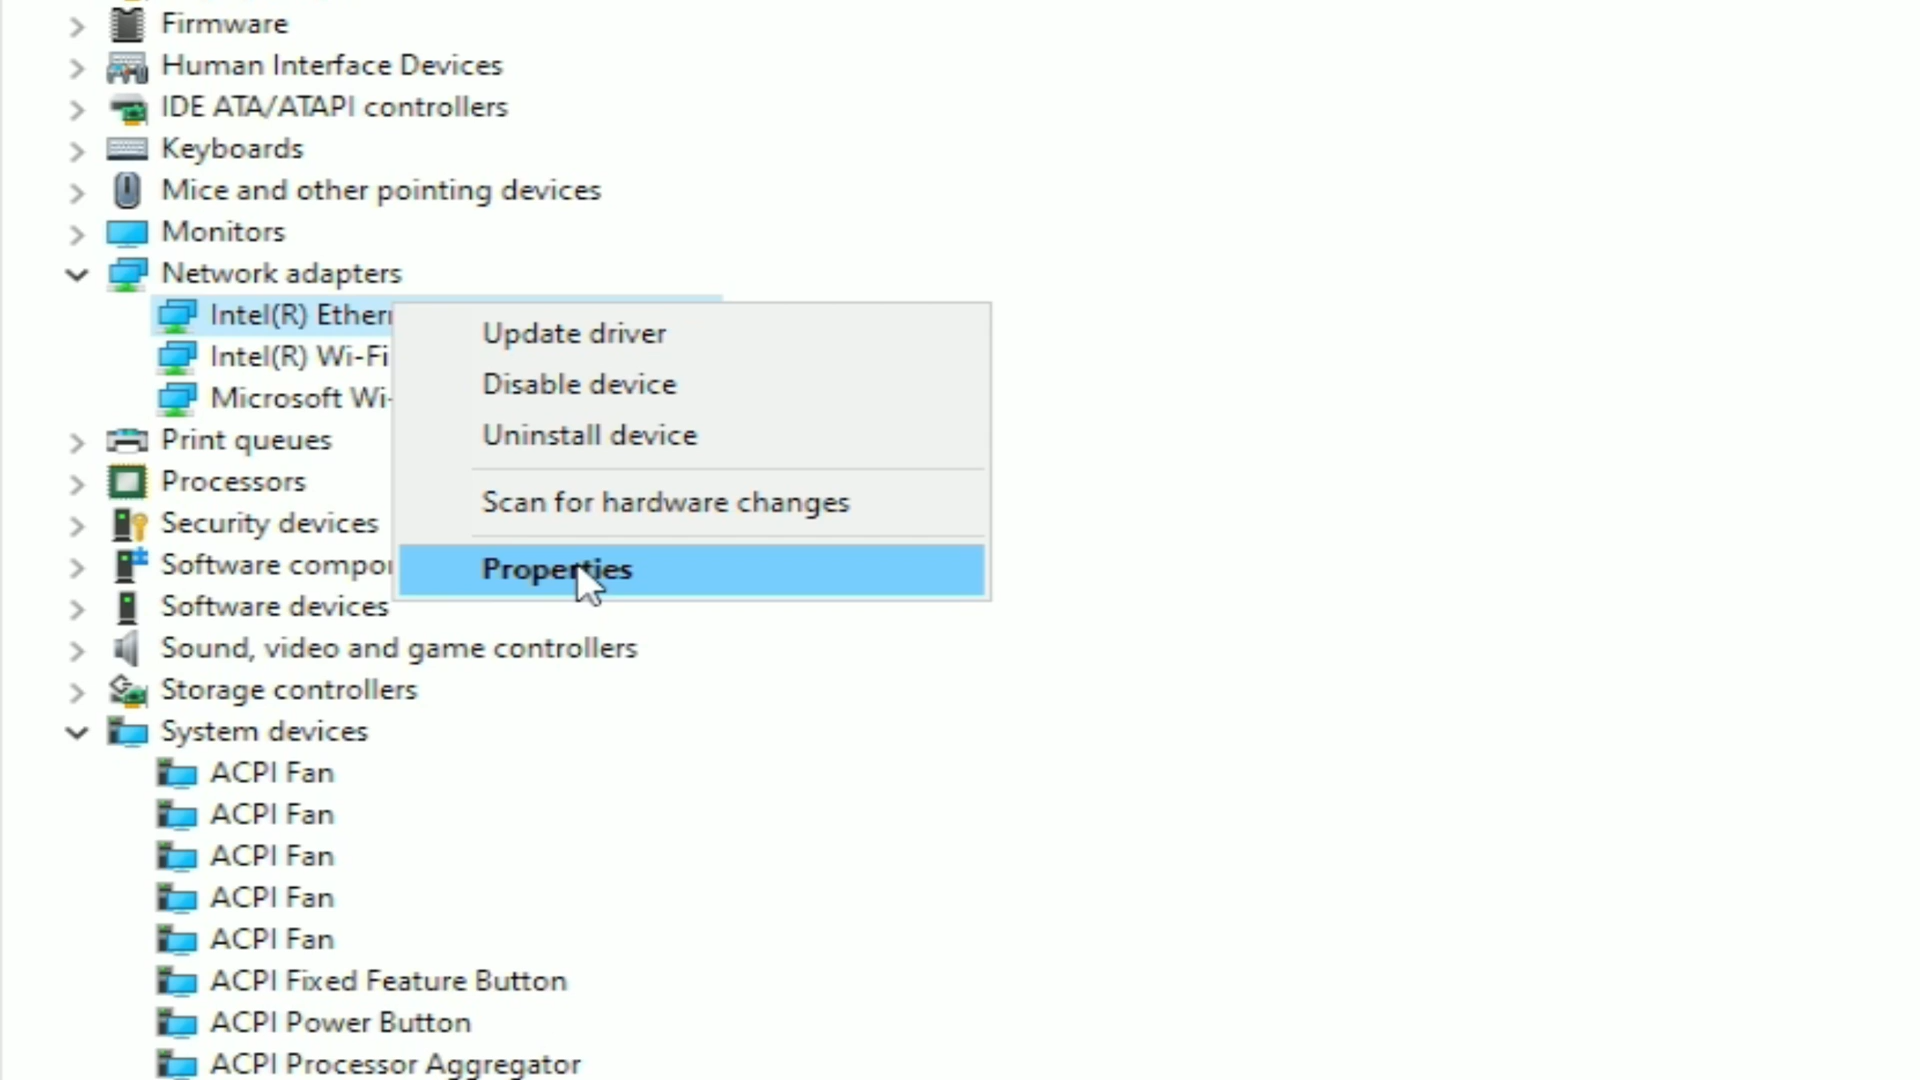 Firmware
Human Interface Devices
IDE ATA/ATAPI controllers
Keyboards
Mice and other pointing devices
Monitors
Network adapters
Intel(R) Ethern
Intel(R) Wi-Fi
Microsoft Wi-
Update driver
Disable device
Uninstall device
Scan for hardware changes
Properties
Print queues
Processors
Security devices
Software compon
Software devices
Sound, video and game controllers
Storage controllers
System devices
ACPI Fan
ACPI Fan
ACPI Fan
ACPI Fan
ACPI Fan
ACPI Fixed Feature Button
ACPI Power Button
ACPI Processor Aggregator